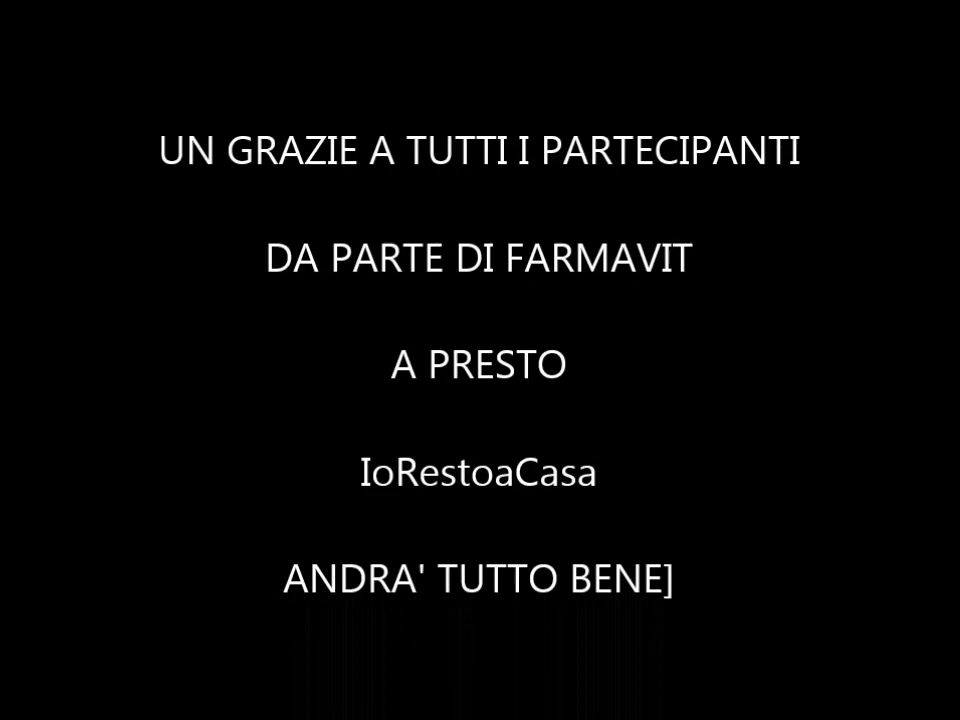 UN GRAZIE A TUTTI I PARTECIPANTI
DA PARTE DI FARMAVIT
A PRESTO
IoRestoaCasa
ANDRA' TUTTO BENE]